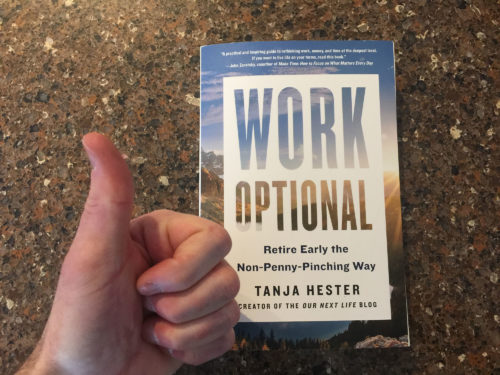 "A practical and inspiring guide to rethinking work, money, and time at the deepest level.
If you want to live life on your terms, read this book."
—John Zeratsky, coauthor of Make Time: How to Focus on What Matters Every Day
WORK
OPTIONAL
Retire Early the
Non-Penny-Pinching Way
TANJA HESTER
CREATOR OF THE OUR NEXT LIFE BLOG